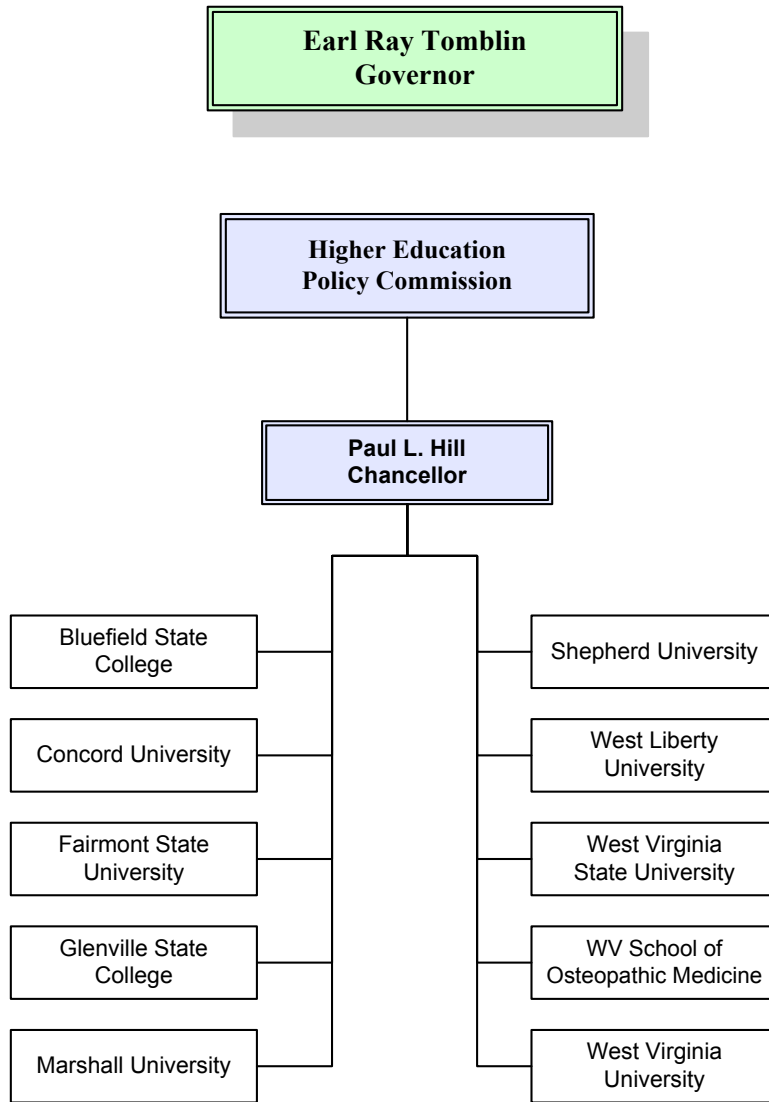 Earl Ray Tomblin
Governor
Higher Education
Policy Commission
Paul L. Hill
Chancellor
Bluefield State
College
Concord University
Fairmont State
University
Glenville State
College
Marshall University
Shepherd University
West Liberty
University
West Virginia
State University
WV School of
Osteopathic Medicine
West Virginia
University